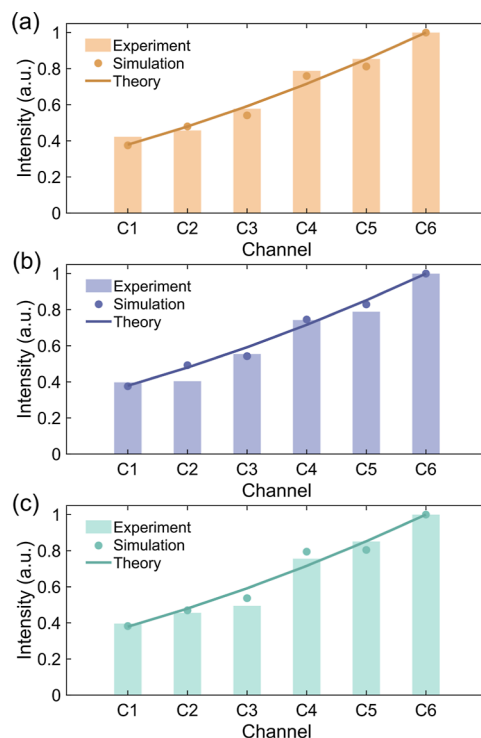 (a)
Intensity (a.u.)
1
0.8
0.6
0.4
0.2
0
Experiment
Simulation
Theory
C1 C2 C3 C4 C5 C6
Channel
(b)
Intensity (a.u.)
1
0.8
0.6
0.4
0.2
0
Experiment
Simulation
Theory
C1 C2 C3 C4 C5 C6
Channel
(c)
Intensity (a.u.)
1
0.8
0.6
0.4
0.2
0
Experiment
Simulation
Theory
C1 C2 C3 C4 C5 C6
Channel